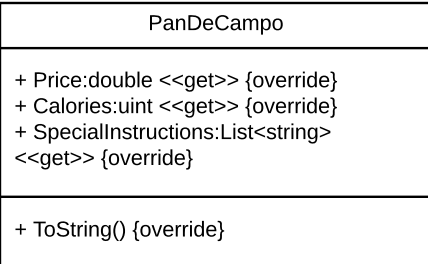 PanDeCampo
+ Price:double <<get>> {override}
+ Calories:uint <<get>> {override}
+ SpecialInstructions:List<string>
<<get>> {override}
+ ToString() {override}